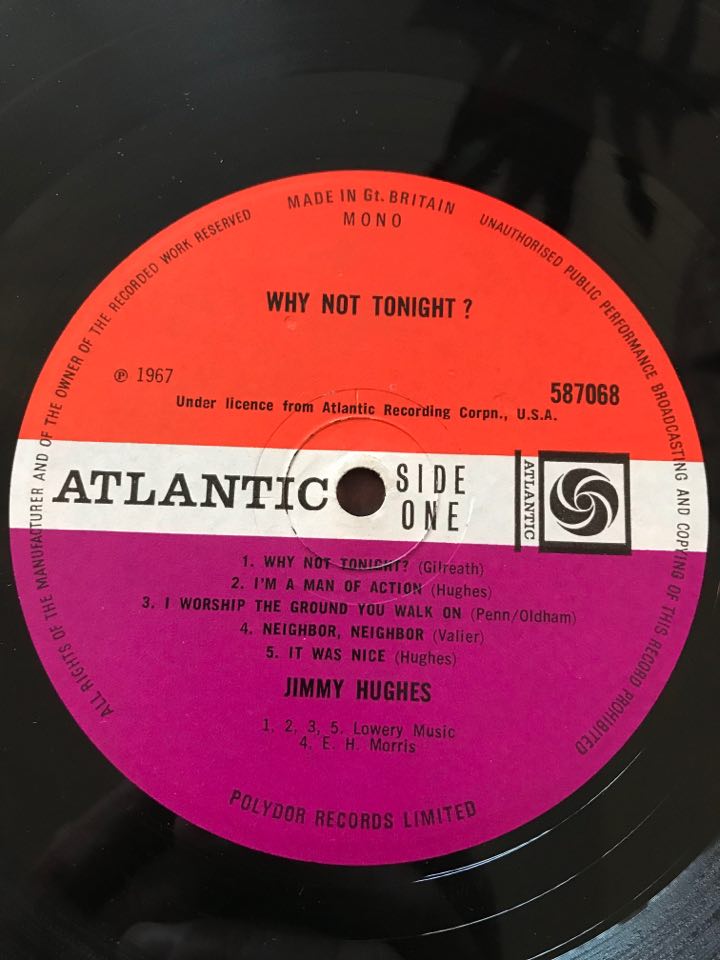 MADE IN Gt. BRITAIN
MONO
ALL RIGHTS OF THE MANUFACTURER AND OF THE OWNER OF THE RECORDED WORK RESERVED
UNAUTHORISED PUBLIC PERFORMANCE BROADCASTING AND COPYING OF THIS RECORD PROHIBITED
WHY NOT TONIGHT ?
℗ 1967
587068
Under licence from Atlantic Recording Corpn., U.S.A.
ATLANTIC
SIDE
ONE
ATLANTIC
1. WHY NOT TONIGHT? (Gilreath)
2. I'M A MAN OF ACTION (Hughes)
3. I WORSHIP THE GROUND YOU WALK ON (Penn/Oldham)
4. NEIGHBOR, NEIGHBOR (Valier)
5. IT WAS NICE (Hughes)
JIMMY HUGHES
1, 2, 3, 5. Lowery Music
4. E. H. Morris
POLYDOR RECORDS LIMITED